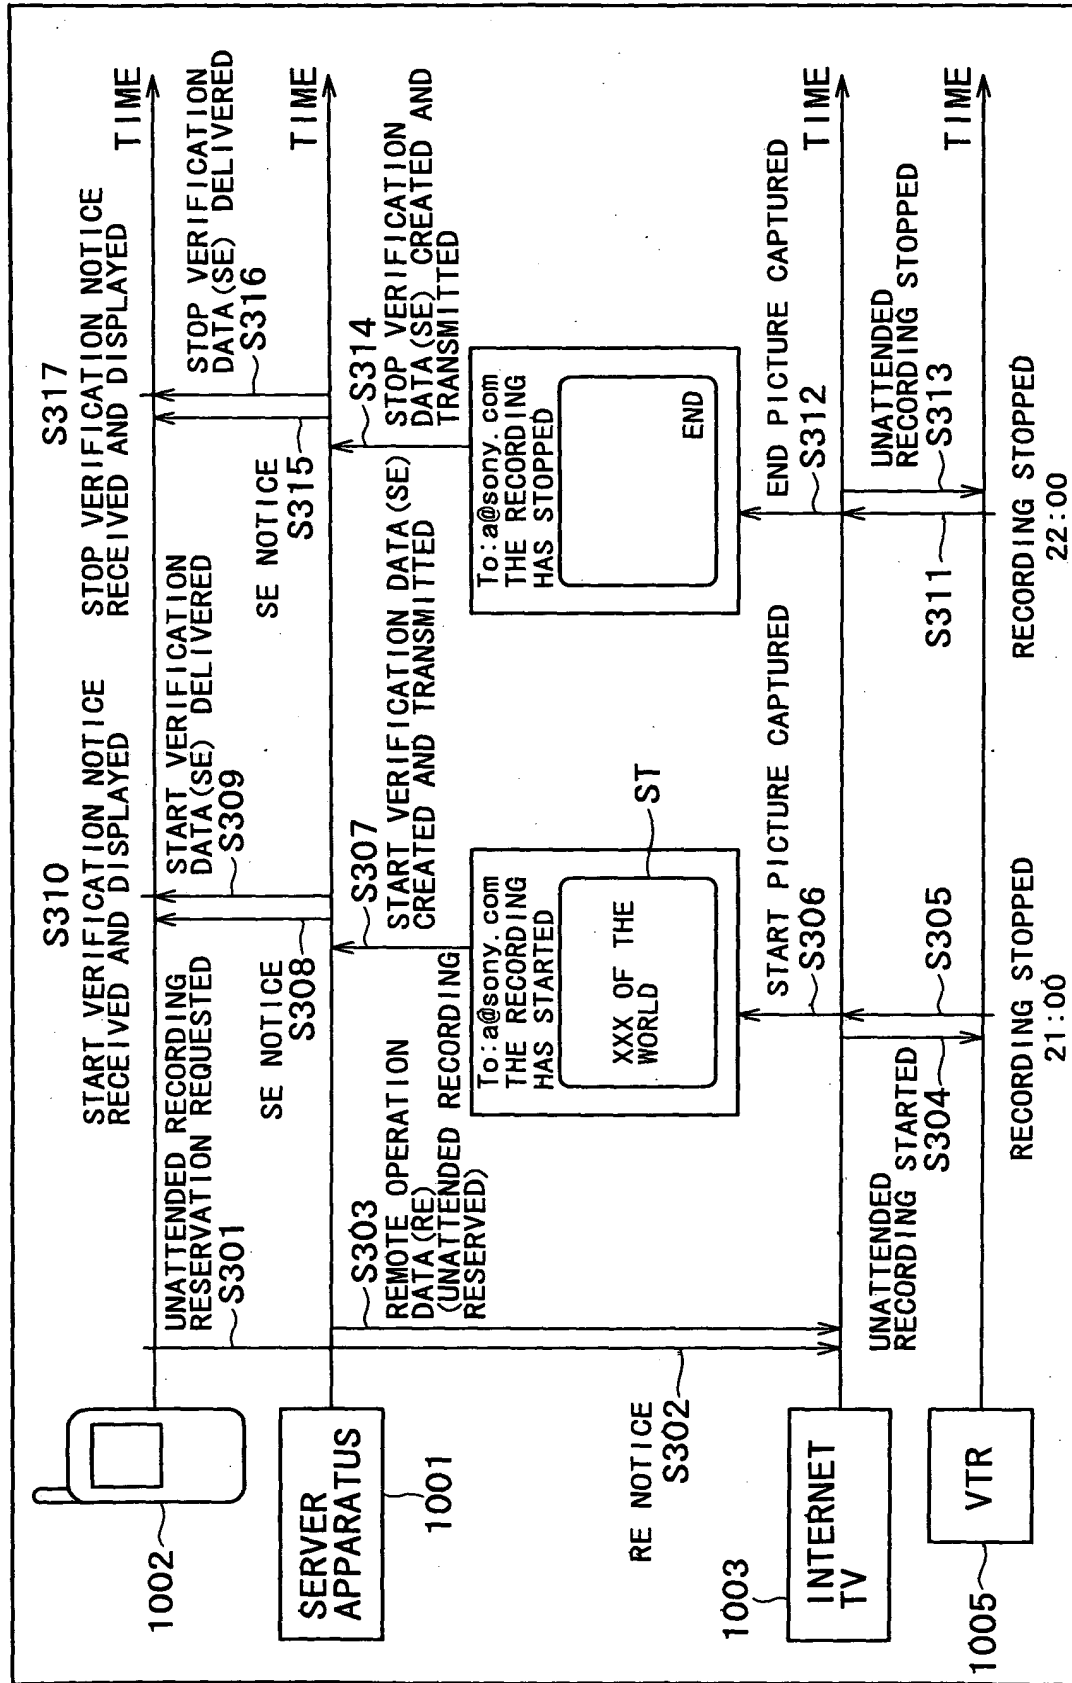 S310
START VERIFICATION NOTICE
RECEIVED AND DISPLAYED
S317
STOP VERIFICATION NOTICE
RECEIVED AND DISPLAYED
TIME
1002
UNATTENDED RECORDING
RESERVATION REQUESTED
S301
START VERIFICATION
DATA(SE) DELIVERED
S309
STOP VERIFICATION
DATA(SE) DELIVERED
S316
SE NOTICE
S308
SE NOTICE
S315
TIME
SERVER
APPARATUS
1001
S303
REMOTE OPERATION
DATA(RE)
(UNATTENDED RECORDING
RESERVED)
S307
START VERIFICATION DATA(SE)
CREATED AND TRANSMITTED
S314
STOP VERIFICATION
DATA(SE) CREATED AND
TRANSMITTED
To:a@sony.com
THE RECORDING
HAS STARTED
XXX OF THE
WORLD
ST
To:a@sony.com
THE RECORDING
HAS STOPPED
END
RE NOTICE
S302
START PICTURE CAPTURED
S306
END PICTURE CAPTURED
S312
TIME
1003
INTERNET
TV
UNATTENDED
RECORDING STARTED
S304
S305
S311
UNATTENDED
RECORDING STOPPED
S313
TIME
VTR
1005
RECORDING STOPPED
21:00
RECORDING STOPPED
22:00